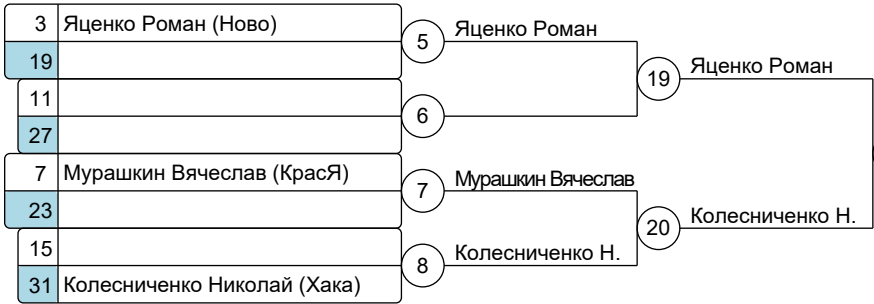 3 Яценко Роман (Ново)
19
11
27
7 Мурашкин Вячеслав (КрасЯ)
23
15
31 Колесниченко Николай (Хака)
5 Яценко Роман
6
7 Мурашкин Вячеслав
8 Колесниченко Н.
19 Яценко Роман
20 Колесниченко Н.